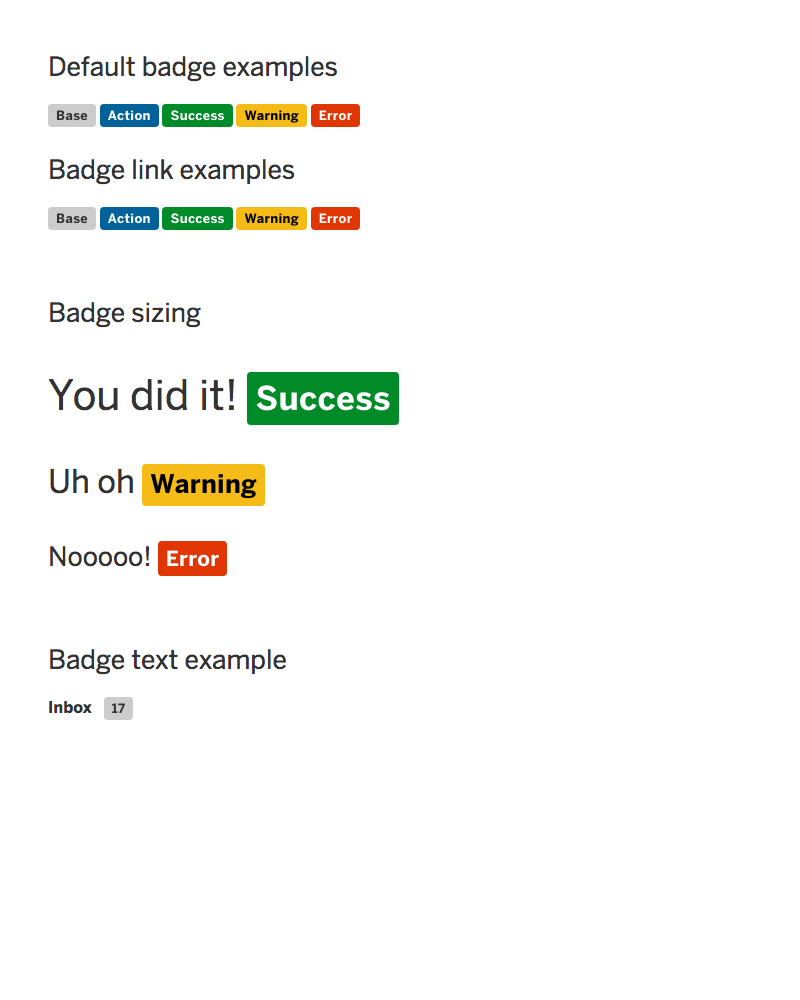 Default badge examples
Base Action Success Warning Error
Badge link examples
Base Action Success Warning Error
Badge sizing
You did it! Success
Uh oh Warning
Nooooo! Error
Badge text example
Inbox 17